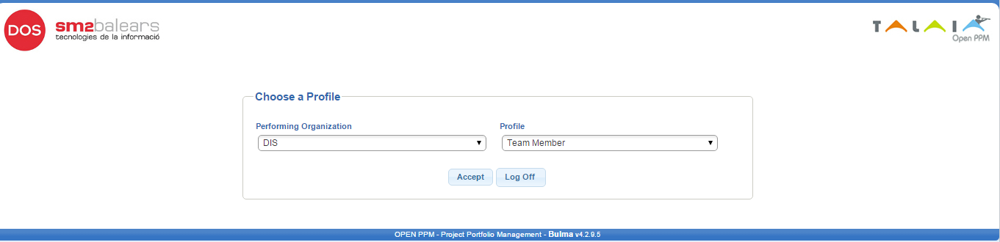 DOS
sm2balears
tecnologies de la informació
TALAIA
Open PPM
Choose a Profile
Performing Organization
Profile
DIS
Team Member
Accept
Log Off
OPEN PPM - Project Portfolio Management - Bulma v4.2.9.5